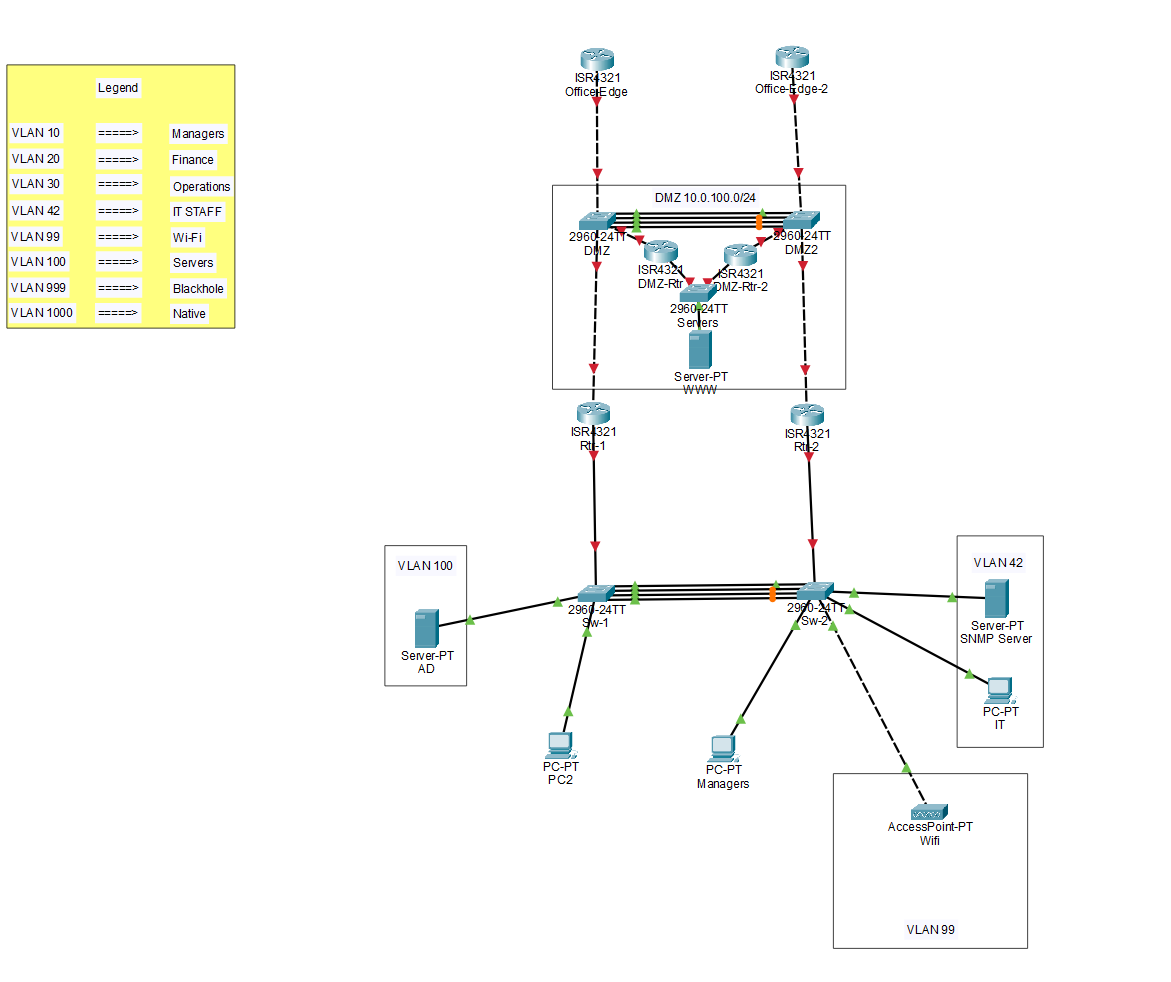 Legend
VLAN 10 =====> Managers
VLAN 20 =====> Finance
VLAN 30 =====> Operations
VLAN 42 =====> IT STAFF
VLAN 99 =====> Wi-Fi
VLAN 100 =====> Servers
VLAN 999 =====> Blackhole
VLAN 1000 =====> Native
ISR4321
Office-Edge
ISR4321
Office-Edge-2
DMZ 10.0.100.0/24
2960-24TT
DMZ
2960-24TT
DMZ2
ISR4321
DMZ-Rtr
ISR4321
DMZ-Rtr-2
2960-24TT
Servers
Server-PT
WWW
ISR4321
Rtr-1
ISR4321
Rtr-2
VLAN 100
Server-PT
AD
2960-24TT
Sw-1
2960-24TT
Sw-2
VLAN 42
Server-PT
SNMP Server
PC-PT
IT
PC-PT
PC2
PC-PT
Managers
AccessPoint-PT
Wifi
VLAN 99